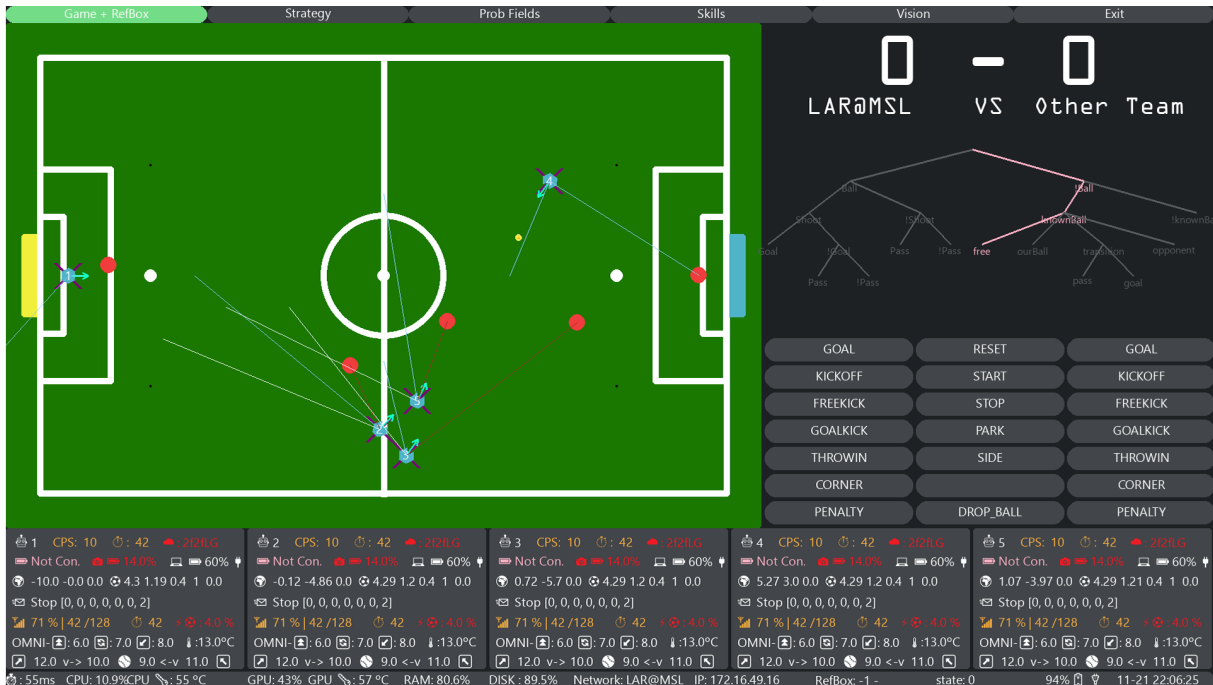 Game + RefBox Strategy Prob Fields Skills Vision Exit
0 - 0
LAR@MSL VS Other Team
Ball !Ball
Shoot !Shoot knownBall !knownBa
Goal !Goal Pass !Pass free ourBall transition opponent
Pass !Pass pass goal
1 2 3 4 5
GOAL RESET GOAL
KICKOFF START KICKOFF
FREEKICK STOP FREEKICK
GOALKICK PARK GOALKICK
THROWIN SIDE THROWIN
CORNER CORNER
PENALTY DROP_BALL PENALTY
1 CPS: 10 : 42 : 2f2fLG
Not Con. 14.0% 60%
-10.0 -0.0 0.0 4.3 1.19 0.4 1 0.0
Stop [0, 0, 0, 0, 0, 0, 2]
71 % | 42 /128 42 : 4.0 %
OMNI- : 6.0 : 7.0 : 8.0 :13.0ºC
12.0 v-> 10.0 9.0 <-v 11.0
2 CPS: 10 : 42 : 2f2fLG
Not Con. 14.0% 60%
-0.12 -4.86 0.0 4.29 1.2 0.4 1 0.0
Stop [0, 0, 0, 0, 0, 0, 2]
71 % | 42 /128 42 : 4.0 %
OMNI- : 6.0 : 7.0 : 8.0 :13.0ºC
12.0 v-> 10.0 9.0 <-v 11.0
3 CPS: 10 : 42 : 2f2fLG
Not Con. 14.0% 60%
0.72 -5.7 0.0 4.29 1.2 0.4 1 0.0
Stop [0, 0, 0, 0, 0, 0, 2]
71 % | 42 /128 42 : 4.0 %
OMNI- : 6.0 : 7.0 : 8.0 :13.0ºC
12.0 v-> 10.0 9.0 <-v 11.0
4 CPS: 10 : 42 : 2f2fLG
Not Con. 14.0% 60%
5.27 3.0 0.0 4.29 1.2 0.4 1 0.0
Stop [0, 0, 0, 0, 0, 0, 2]
71 % | 42 /128 42 : 4.0 %
OMNI- : 6.0 : 7.0 : 8.0 :13.0ºC
12.0 v-> 10.0 9.0 <-v 11.0
5 CPS: 10 : 42 : 2f2fLG
Not Con. 14.0% 60%
1.07 -3.97 0.0 4.29 1.21 0.4 1 0.0
Stop [0, 0, 0, 0, 0, 0, 2]
71 % | 42 /128 42 : 4.0 %
OMNI- : 6.0 : 7.0 : 8.0 :13.0ºC
12.0 v-> 10.0 9.0 <-v 11.0
: 55ms CPU: 10.9% CPU : 55 ºC GPU: 43% GPU : 57 ºC RAM: 80.6% DISK : 89.5% Network: LAR@MSL IP: 172.16.49.16 RefBox: -1 - state: 0 94% 11-21 22:06:25